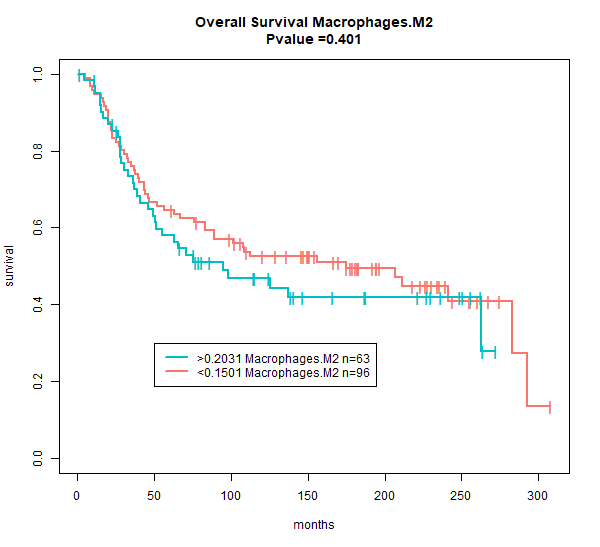 Overall Survival Macrophages.M2
Pvalue =0.401
1.0
0.8
0.6
0.4
0.2
0.0
survival
>0.2031 Macrophages.M2 n=63
<0.1501 Macrophages.M2 n=96
0 50 100 150 200 250 300
months